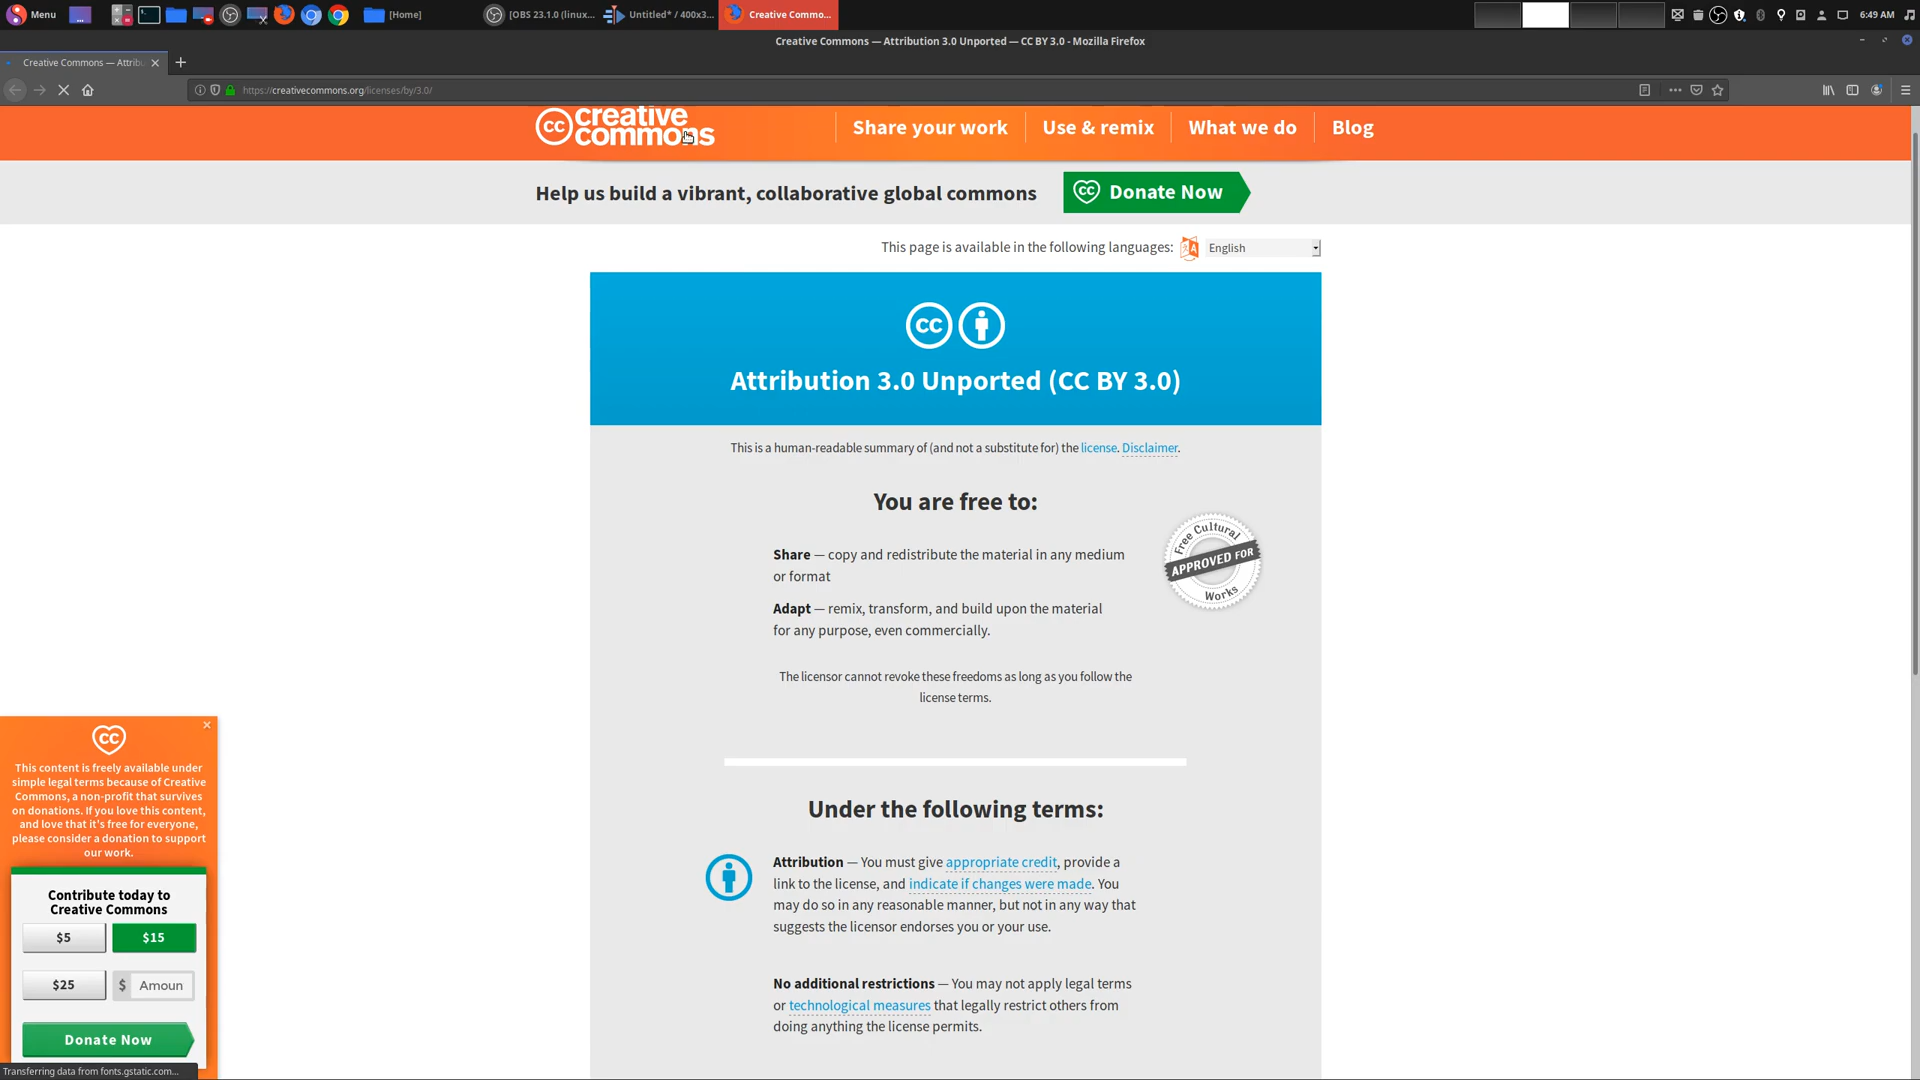 Menu
[Home]
[OBS 23.1.0 (linux...
Untitled* / 400x3...
Creative Commo...
6:49 AM
Creative Commons — Attribution 3.0 Unported — CC BY 3.0 - Mozilla Firefox
Creative Commons — Attribu
https://creativecommons.org/licenses/by/3.0/
cc creative
commons
Share your work
Use & remix
What we do
Blog
Help us build a vibrant, collaborative global commons
cc Donate Now
This page is available in the following languages:
English
cc
Attribution 3.0 Unported (CC BY 3.0)
This is a human-readable summary of (and not a substitute for) the license. Disclaimer.
You are free to:
Share — copy and redistribute the material in any medium
or format
Adapt — remix, transform, and build upon the material
for any purpose, even commercially.
Free Cultural
APPROVED FOR
Works
The licensor cannot revoke these freedoms as long as you follow the
license terms.
Under the following terms:
Attribution — You must give appropriate credit, provide a
link to the license, and indicate if changes were made. You
may do so in any reasonable manner, but not in any way that
suggests the licensor endorses you or your use.
No additional restrictions — You may not apply legal terms
or technological measures that legally restrict others from
doing anything the license permits.
cc
This content is freely available under
simple legal terms because of Creative
Commons, a non-profit that survives
on donations. If you love this content,
and love that it's free for everyone,
please consider a donation to support
our work.
Contribute today to
Creative Commons
$5
$15
$25
$ Amoun
Donate Now
Transferring data from fonts.gstatic.com...